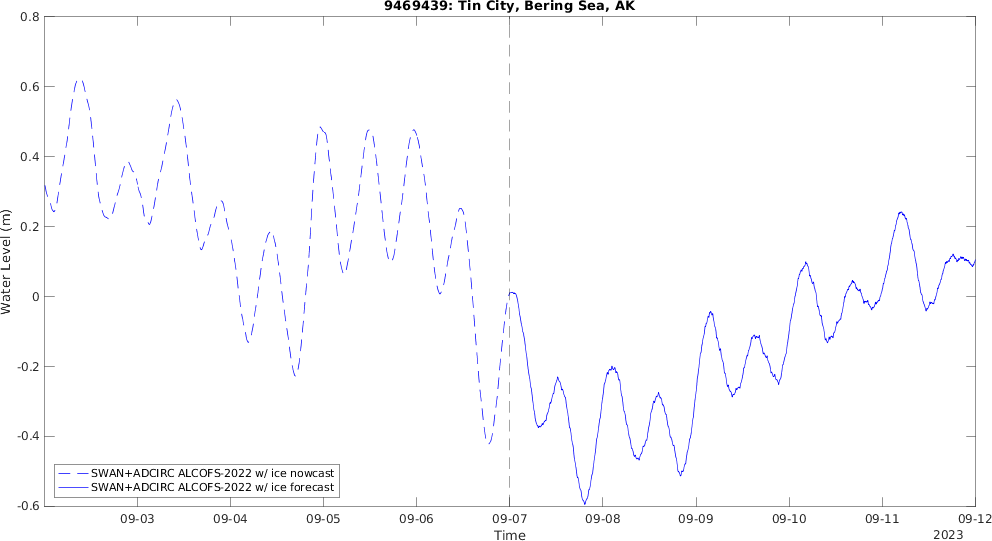 9469439: Tin City, Bering Sea, AK
0.8
0.6
0.4
0.2
0
-0.2
-0.4
-0.6
Water Level (m)
SWAN+ADCIRC ALCOFS-2022 w/ ice nowcast
SWAN+ADCIRC ALCOFS-2022 w/ ice forecast
09-03 09-04 09-05 09-06 09-07 09-08 09-09 09-10 09-11 09-12
Time
2023